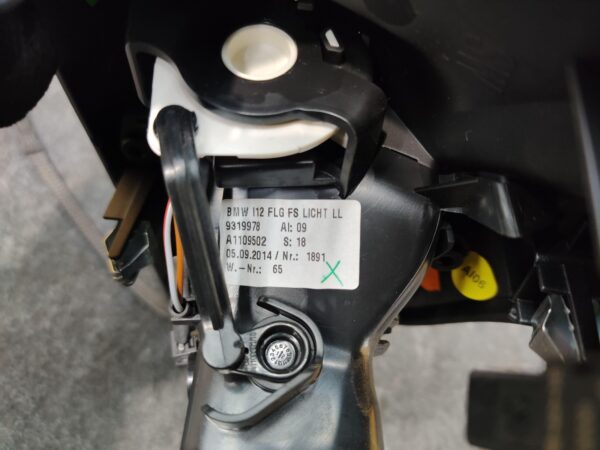 BMW I12 FLG FS LICHT LL
9319978 AI: 09
A1109502 S: 18
05.09.2014 / Nr.: 1891
W.-Nr.: 65 X